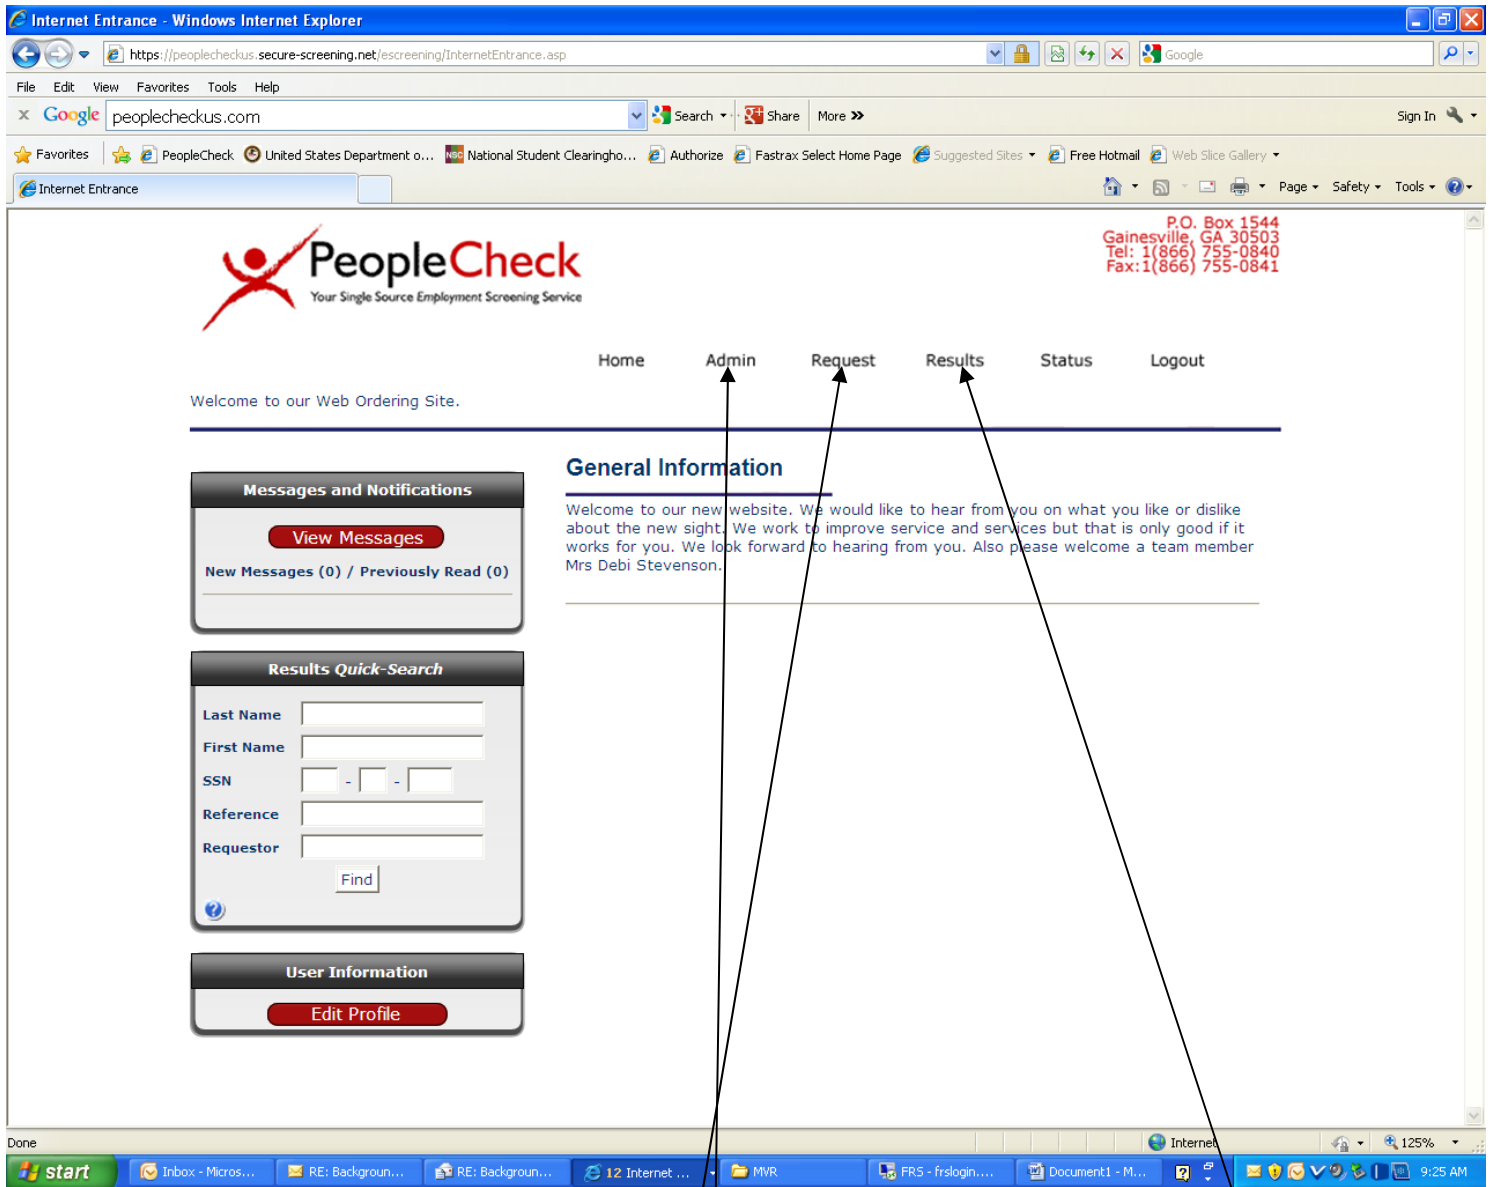 Internet Entrance - Windows Internet Explorer
https://peoplecheckus.secure-screening.net/escreening/InternetEntrance.asp
Google
File Edit View Favorites Tools Help
x Google peoplecheckus.com Search Share More >> Sign In
Favorites PeopleCheck United States Department o... NSC National Student Clearingho... Authorize Fastrax Select Home Page Suggested Sites Free Hotmail Web Slice Gallery
Internet Entrance Page Safety Tools
P.O. Box 1544
Gainesville, GA 30503
Tel: 1(866) 755-0840
Fax:1(866) 755-0841
PeopleCheck
Your Single Source Employment Screening Service
Home Admin Request Results Status Logout
Welcome to our Web Ordering Site.
Messages and Notifications
View Messages
New Messages (0) / Previously Read (0)
General Information
Welcome to our new website. We would like to hear from you on what you like or dislike
about the new sight. We work to improve service and services but that is only good if it
works for you. We look forward to hearing from you. Also please welcome a team member
Mrs Debi Stevenson.
Results Quick-Search
Last Name
First Name
SSN - -
Reference
Requestor
Find
User Information
Edit Profile
Done Internet 125%
start Inbox - Micros... RE: Backgroun... RE: Backgroun... 12 Internet ... MVR FRS - frslogin.... Document1 - M... 9:25 AM